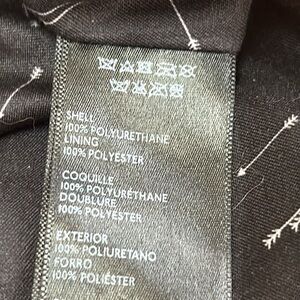 SHELL
100% POLYURETHANE
LINING
100% POLYESTER
COQUILLE
100% POLYURÉTHANE
DOUBLURE
100% POLYESTER
EXTERIOR
100% POLIURETANO
FORRO
100% POLIÉSTER